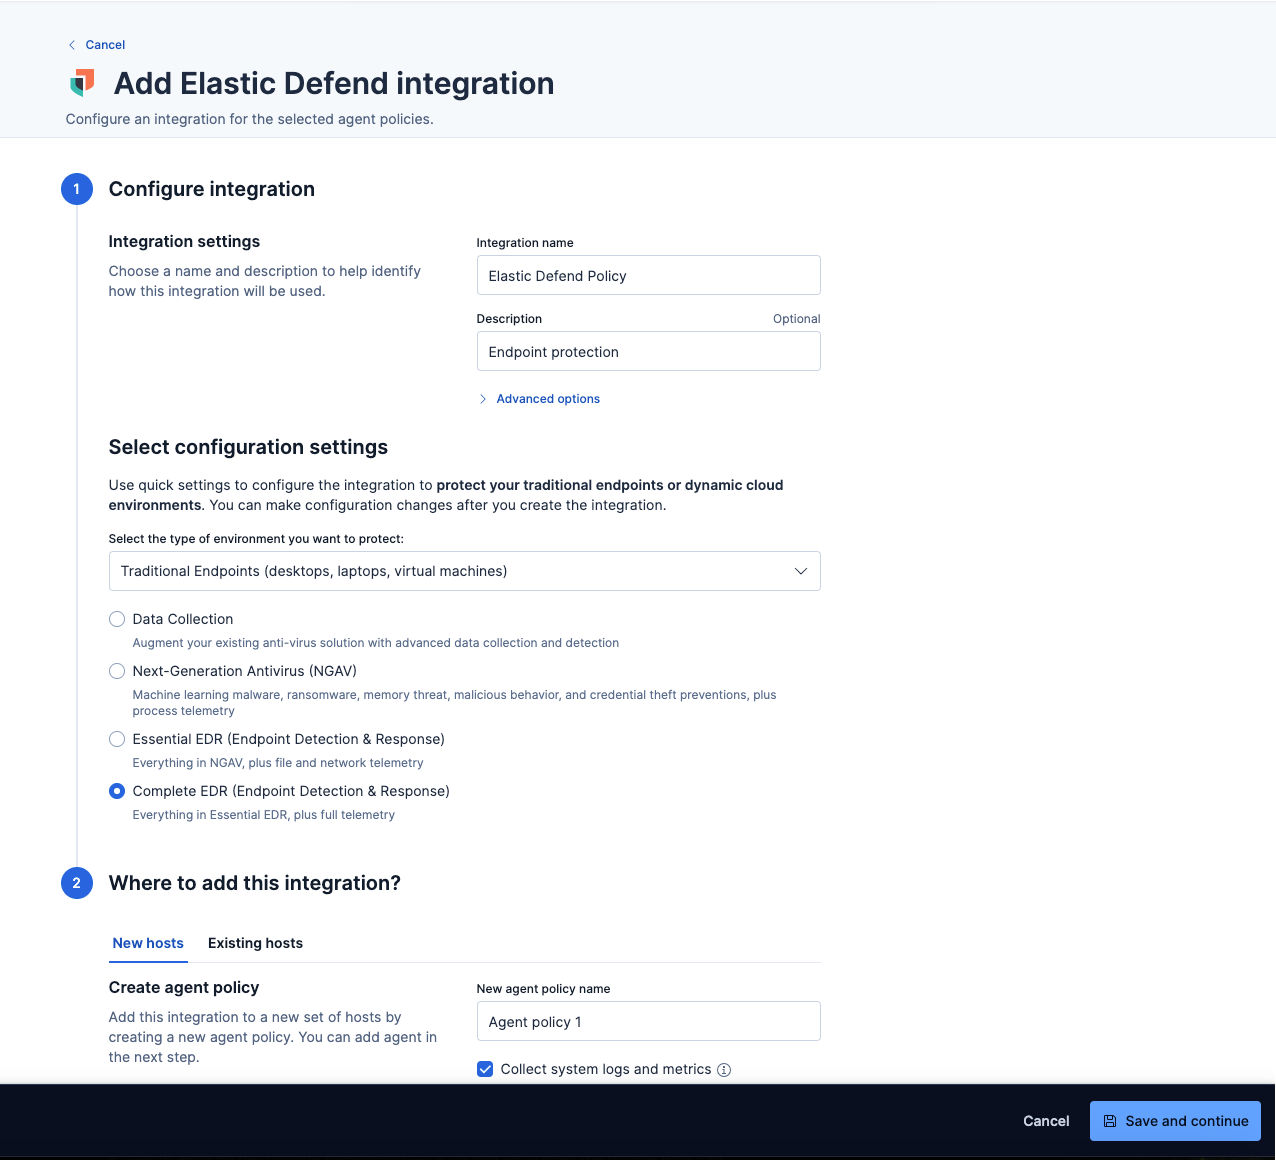 Cancel
Add Elastic Defend integration
Configure an integration for the selected agent policies.
1 Configure integration
Integration settings
Choose a name and description to help identify
how this integration will be used.
Integration name
Elastic Defend Policy
Description Optional
Endpoint protection
Advanced options
Select configuration settings
Use quick settings to configure the integration to protect your traditional endpoints or dynamic cloud
environments. You can make configuration changes after you create the integration.
Select the type of environment you want to protect:
Traditional Endpoints (desktops, laptops, virtual machines)
Data Collection
Augment your existing anti-virus solution with advanced data collection and detection
Next-Generation Antivirus (NGAV)
Machine learning malware, ransomware, memory threat, malicious behavior, and credential theft preventions, plus
process telemetry
Essential EDR (Endpoint Detection & Response)
Everything in NGAV, plus file and network telemetry
Complete EDR (Endpoint Detection & Response)
Everything in Essential EDR, plus full telemetry
2 Where to add this integration?
New hosts Existing hosts
Create agent policy
Add this integration to a new set of hosts by
creating a new agent policy. You can add agent in
the next step.
New agent policy name
Agent policy 1
Collect system logs and metrics
Cancel Save and continue